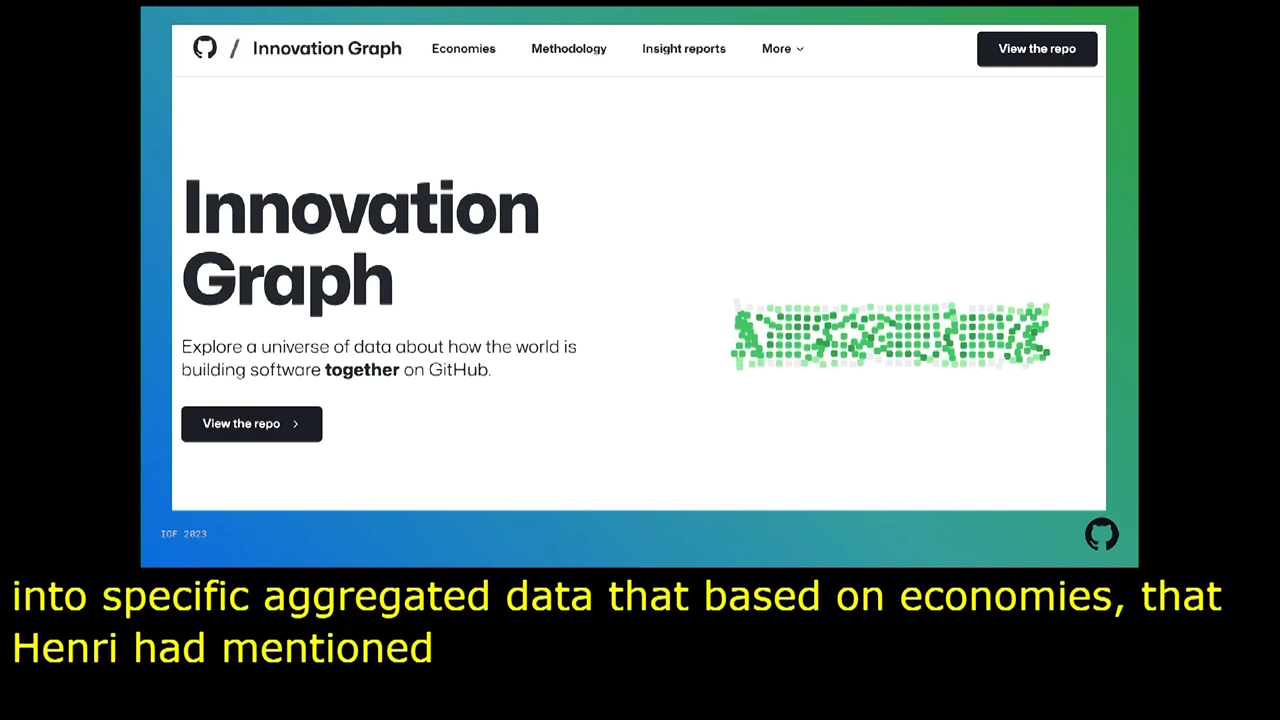 / Innovation Graph Economies Methodology Insight reports More View the repo
Innovation
Graph
Explore a universe of data about how the world is
building software together on GitHub.
View the repo
IGF 2023
into specific aggregated data that based on economies, that
Henri had mentioned